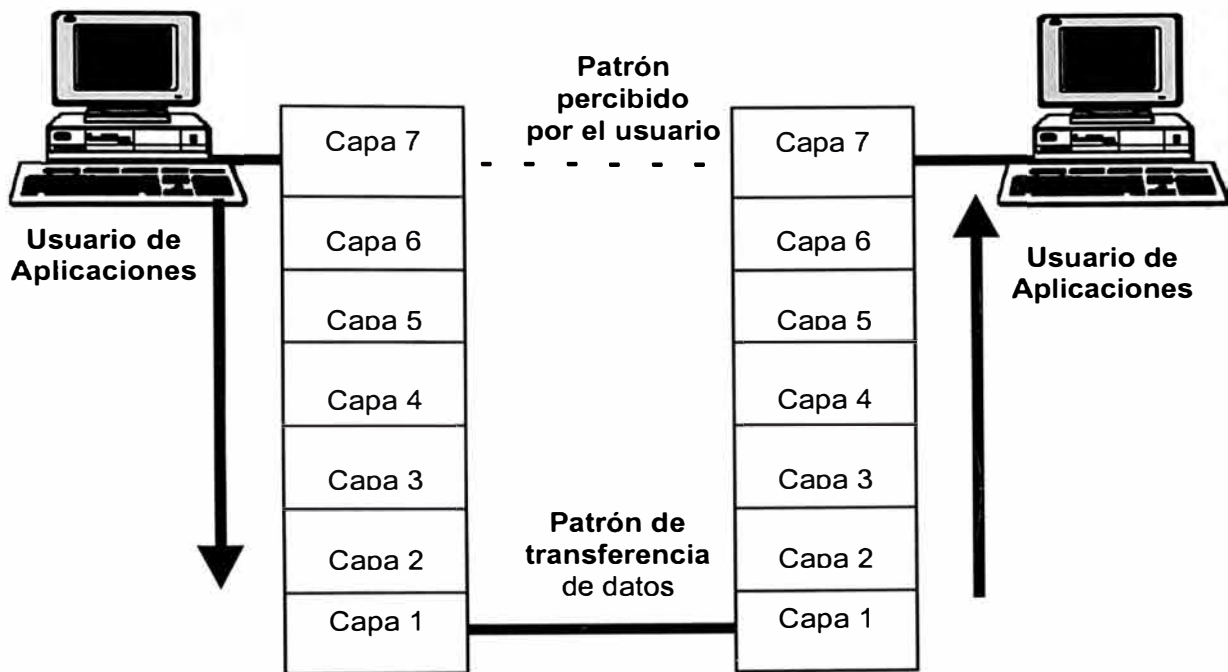 Patrón
percibido
por el usuario
Usuario de
Aplicaciones
Capa 7
Capa 6
Capa 5
Capa 4
Capa 3
Capa 2
Capa 1
Patrón de
transferencia
de datos
Capa 7
Capa 6
Capa 5
Capa 4
Capa 3
Capa 2
Capa 1
Usuario de
Aplicaciones